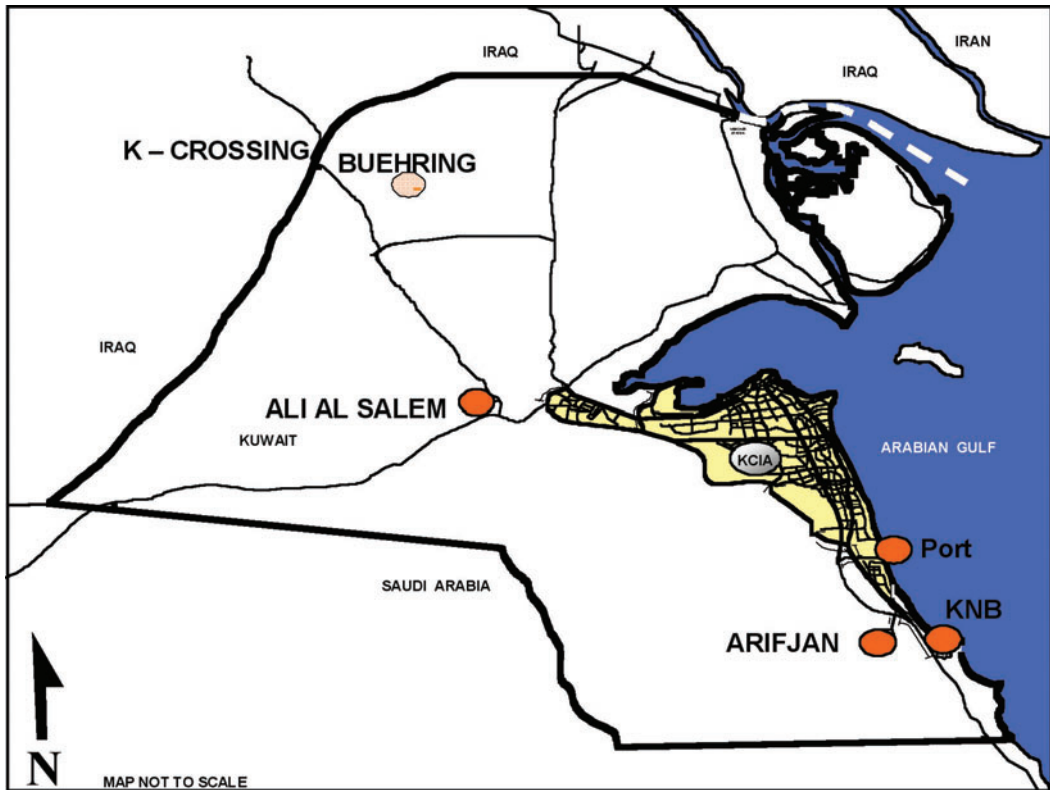 IRAN
IRAQ
IRAQ
K – CROSSING
BUEHRING
IRAQ
ALI AL SALEM
KUWAIT
ARABIAN GULF
KCIA
Port
SAUDI ARABIA
KNB
ARIFJAN
N
MAP NOT TO SCALE